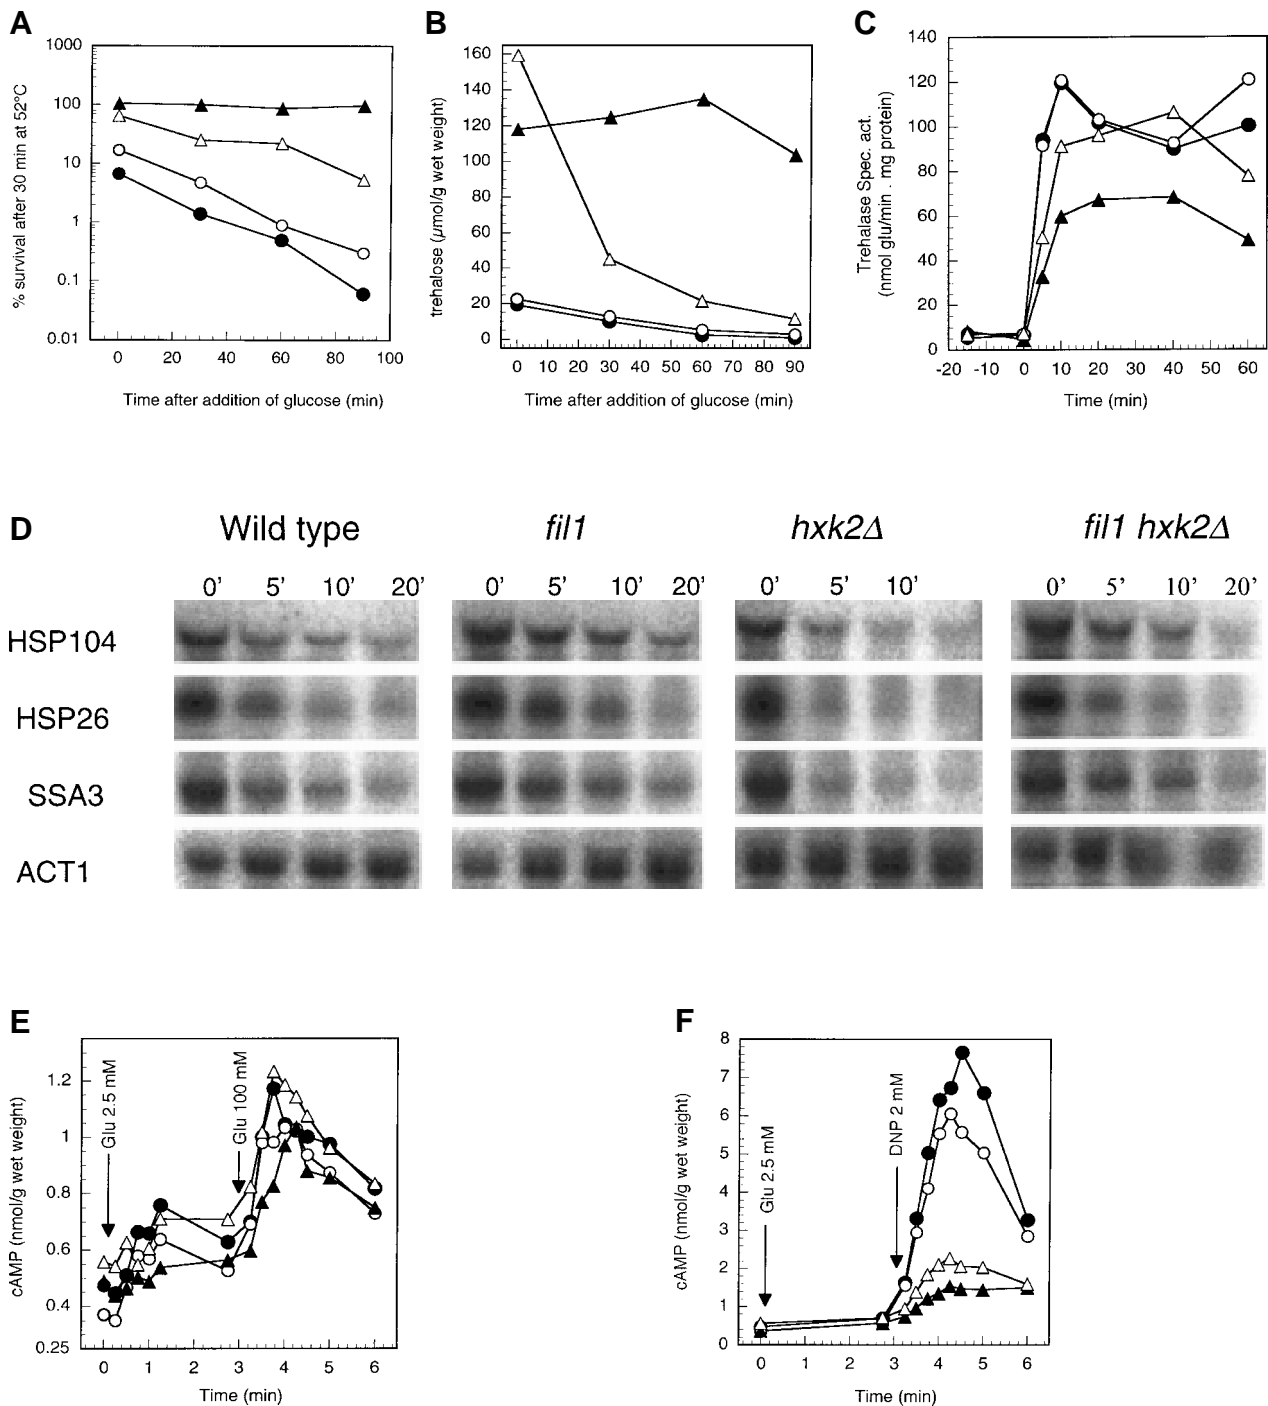 A
1000
100
10
1
0.1
0.01
% survival after 30 min at 52°C
0 20 40 60 80 100
Time after addition of glucose (min)
B
160
140
120
100
80
60
40
20
0
trehalose (µmol/g wet weight)
0 10 20 30 40 50 60 70 80 90
Time after addition of glucose (min)
C
140
120
100
80
60
40
20
0
Trehalase Spec. act.
(nmol glu/min . mg protein)
-20 -10 0 10 20 30 40 50 60
Time (min)
D
Wild type fil1 hxk2Δ fil1 hxk2Δ
0' 5' 10' 20' 0' 5' 10' 20' 0' 5' 10' 0' 5' 10' 20'
HSP104
HSP26
SSA3
ACT1
E
1.2
1
0.8
0.6
0.4
0.25
cAMP (nmol/g wet weight)
Glu 2.5 mM
Glu 100 mM
0 1 2 3 4 5 6
Time (min)
F
8
7
6
5
4
3
2
1
0
cAMP (nmol/g wet weight)
Glu 2.5 mM
DNP 2 mM
0 1 2 3 4 5 6
Time (min)